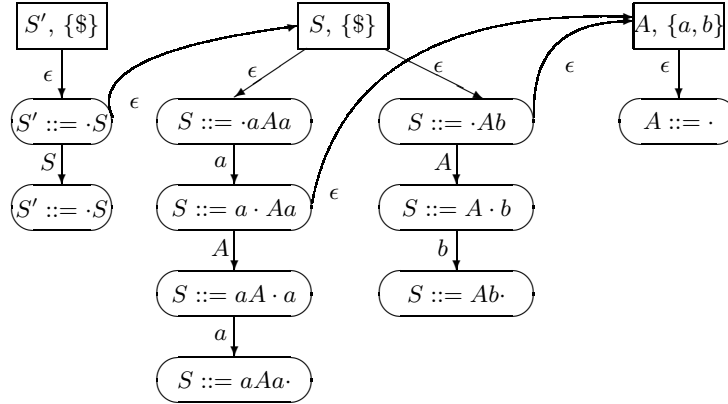 S′, {$} S, {$} A, {a, b}
ϵ ϵ ϵ ϵ ϵ ϵ
S′ ::= ·S S ::= ·aAa S ::= ·Ab A ::= ·
S a A
S′ ::= ·S S ::= a · Aa ϵ S ::= A · b
A b
S ::= aA · a S ::= Ab·
a
S ::= aAa·